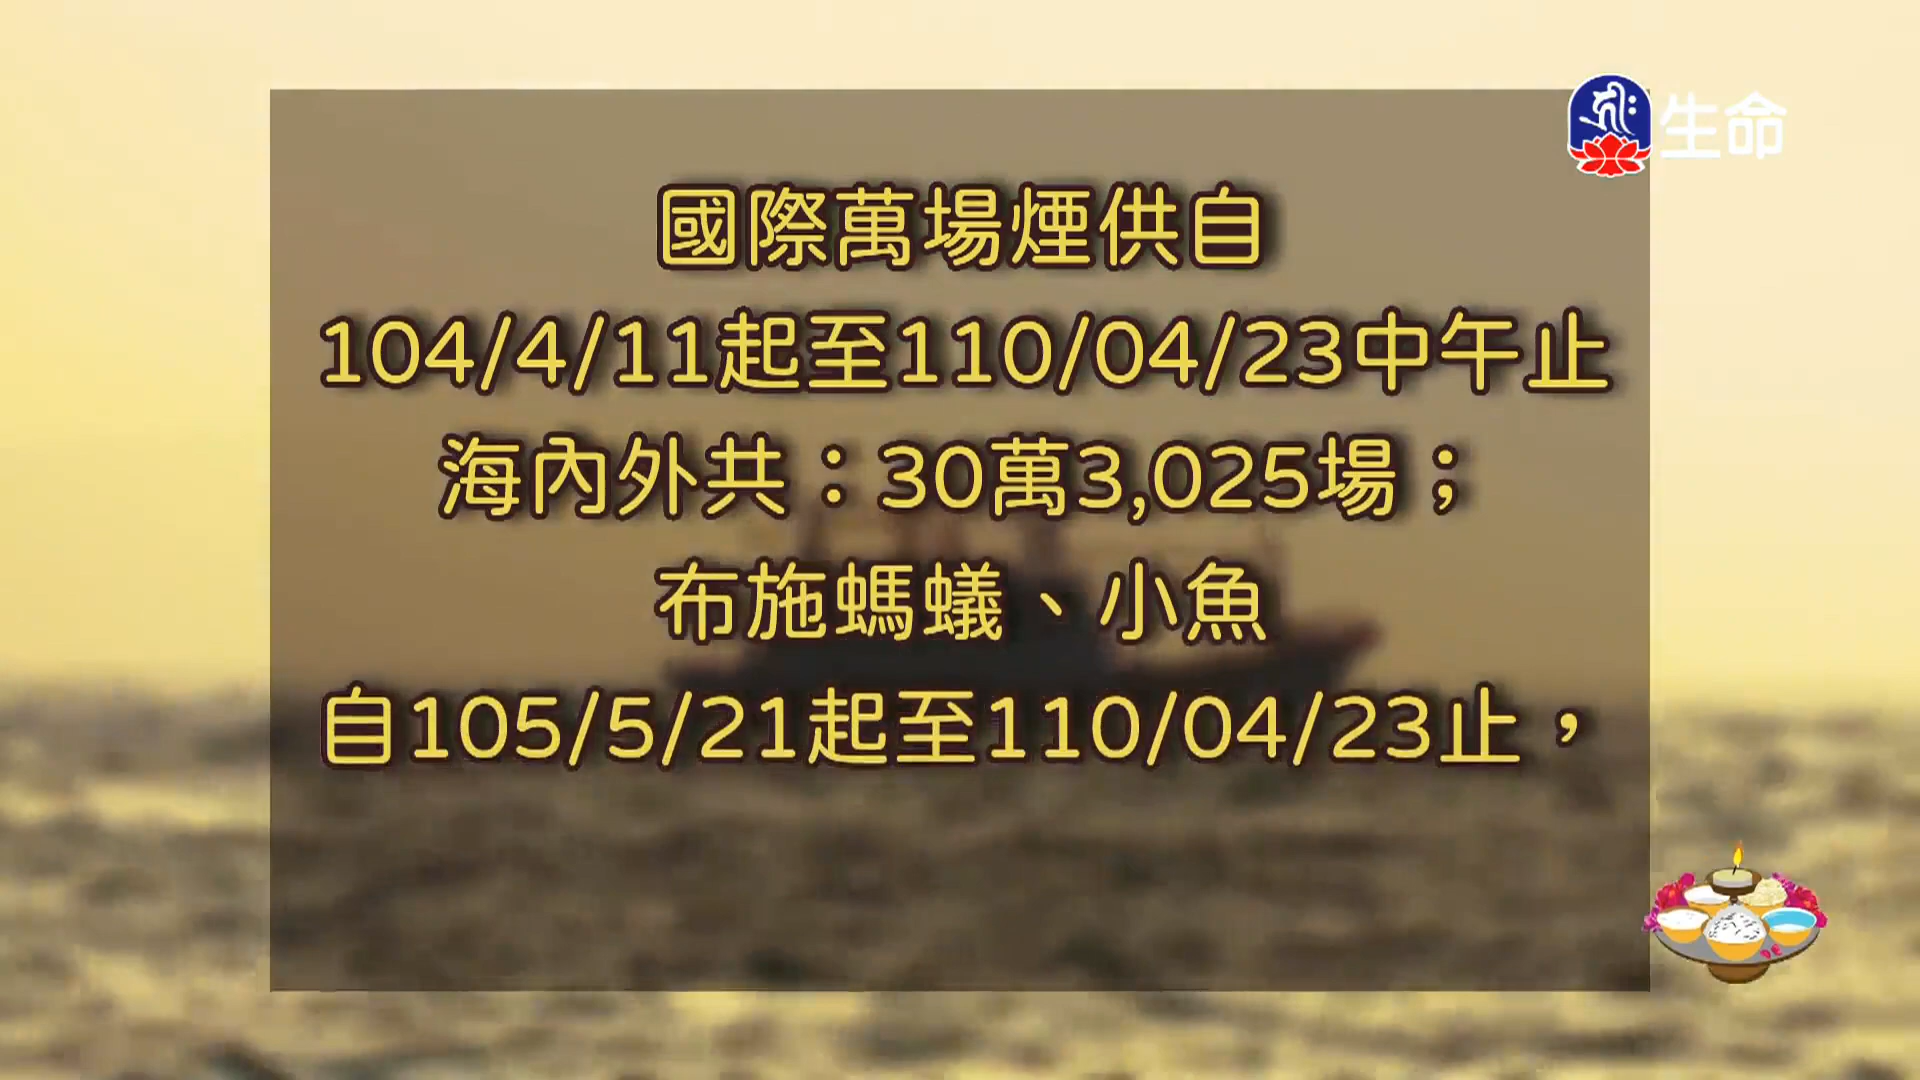 生命
國際萬場煙供自
104/4/11起至110/04/23中午止
海內外共：30萬3,025場；
布施螞蟻、小魚
自105/5/21起至110/04/23止，